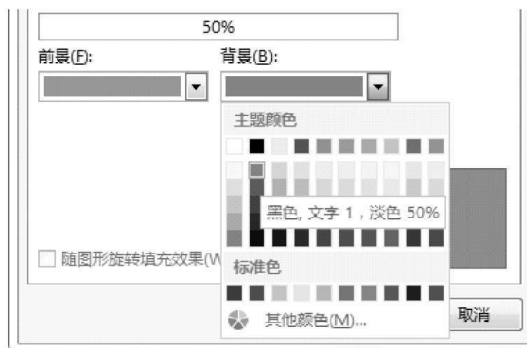 50%
前景(F):
背景(B):
主题颜色
黑色, 文字 1，淡色 50%
随图形旋转填充效果(W
标准色
其他颜色(M)...
取消